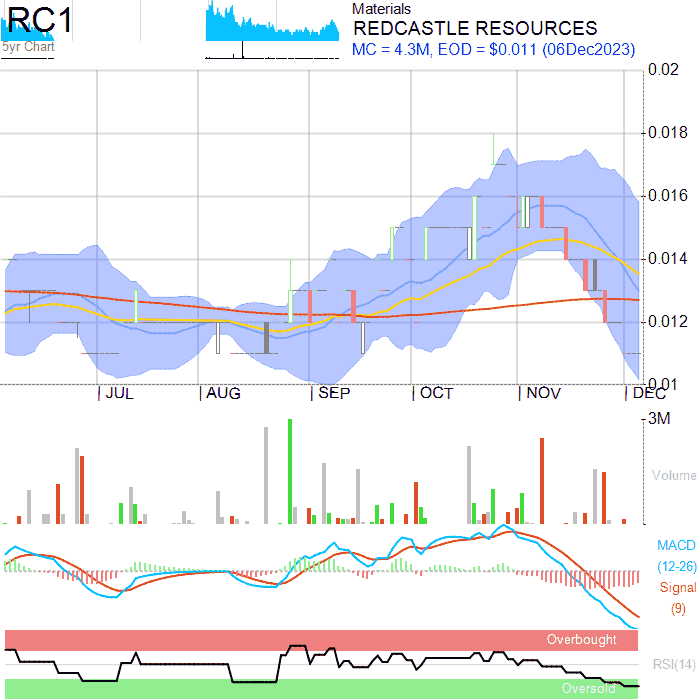 RC1
5yr Chart
Materials
REDCASTLE RESOURCES
MC = 4.3M, EOD = $0.011 (06Dec2023)
0.02
0.018
0.016
0.014
0.012
0.01
JUL
AUG
SEP
OCT
NOV
DEC
3M
Volume
MACD
(12-26)
Signal
(9)
Overbought
RSI(14)
Oversold